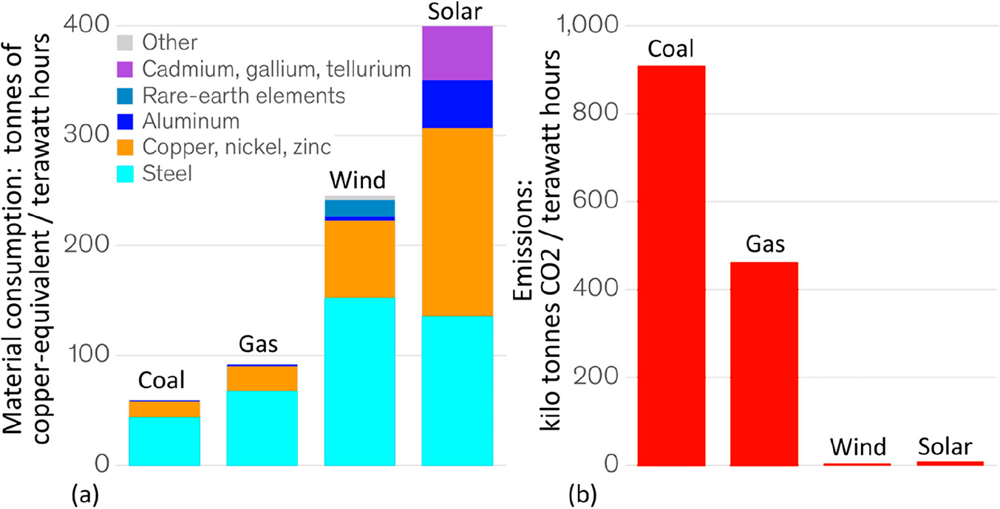 Material consumption: tonnes of
copper-equivalent / terawatt hours
400
300
200
100
0
Other
Cadmium, gallium, tellurium
Rare-earth elements
Aluminum
Copper, nickel, zinc
Steel
Coal
Gas
Wind
Solar
(a)
Emissions:
kilo tonnes CO2 / terawatt hours
1,000
800
600
400
200
0
Coal
Gas
Wind
Solar
(b)